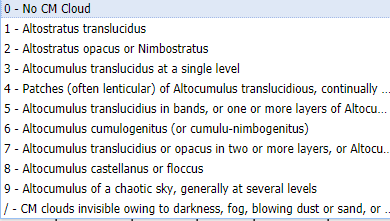 0 - No CM Cloud
1 - Altostratus translucidus
2 - Altostratus opacus or Nimbostratus
3 - Altocumulus translucidus at a single level
4 - Patches (often lenticular) of Altocumulus translucidious, continually ...
5 - Altocumulus translucidius in bands, or one or more layers of Altocu...
6 - Altocumulus cumulogenitus (or cumulu-nimbogenitus)
7 - Altocumulus translucidius or opacus in two or more layers, or Altocu...
8 - Altocumulus castellanus or floccus
9 - Altocumulus of a chaotic sky, generally at several levels
/ - CM clouds invisible owing to darkness, fog, blowing dust or sand, or ...